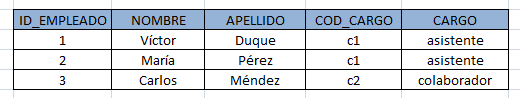 ID_EMPLEADO NOMBRE APELLIDO COD_CARGO CARGO
1 Víctor Duque c1 asistente
2 María Pérez c1 asistente
3 Carlos Méndez c2 colaborador